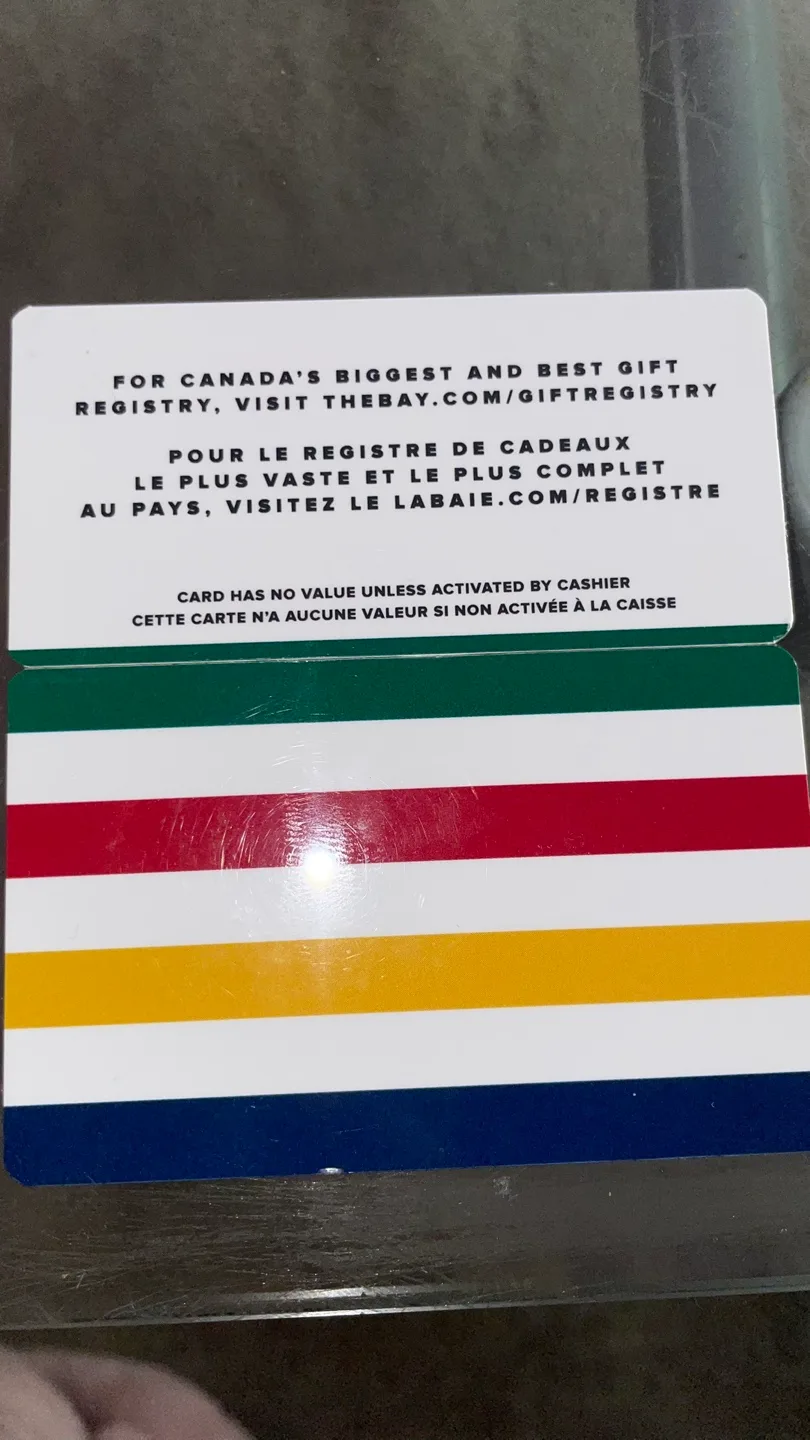 FOR CANADA'S BIGGEST AND BEST GIFT
REGISTRY, VISIT THEBAY.COM/GIFTREGISTRY
POUR LE REGISTRE DE CADEAUX
LE PLUS VASTE ET LE PLUS COMPLET
AU PAYS, VISITEZ LE LABAIE.COM/REGISTRE
CARD HAS NO VALUE UNLESS ACTIVATED BY CASHIER
CETTE CARTE N'A AUCUNE VALEUR SI NON ACTIVÉE À LA CAISSE